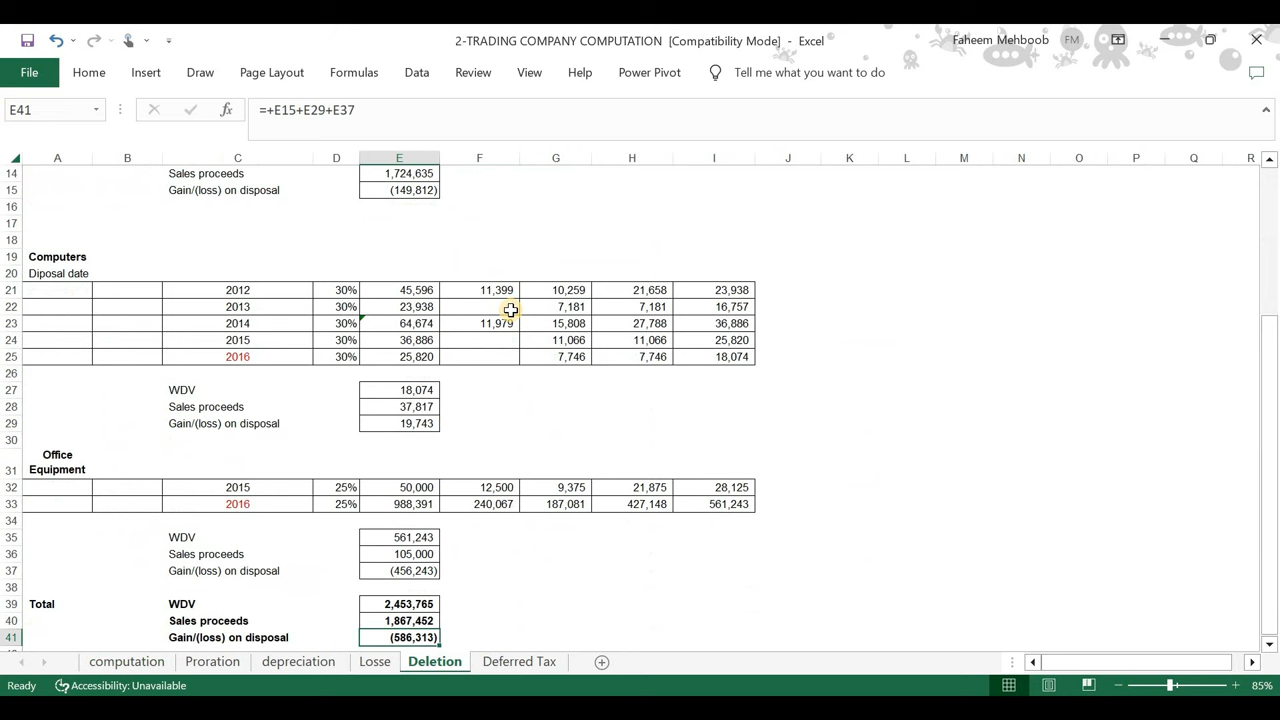 2-TRADING COMPANY COMPUTATION [Compatibility Mode] - Excel
Faheem Mehboob FM
File Home Insert Draw Page Layout Formulas Data Review View Help Power Pivot Tell me what you want to do
E41 fx =+E15+E29+E37
A B C D E F G H I J K L M N O P Q R
14 Sales proceeds 1,724,635
15 Gain/(loss) on disposal (149,812)
16
17
18
19 Computers
20 Diposal date
21 2012 30% 45,596 11,399 10,259 21,658 23,938
22 2013 30% 23,938 7,181 7,181 16,757
23 2014 30% 64,674 11,979 15,808 27,788 36,886
24 2015 30% 36,886 11,066 11,066 25,820
25 2016 30% 25,820 7,746 7,746 18,074
26
27 WDV 18,074
28 Sales proceeds 37,817
29 Gain/(loss) on disposal 19,743
30
Office
31 Equipment
32 2015 25% 50,000 12,500 9,375 21,875 28,125
33 2016 25% 988,391 240,067 187,081 427,148 561,243
34
35 WDV 561,243
36 Sales proceeds 105,000
37 Gain/(loss) on disposal (456,243)
38
39 Total WDV 2,453,765
40 Sales proceeds 1,867,452
41 Gain/(loss) on disposal (586,313)
computation Proration depreciation Losse Deletion Deferred Tax
Ready Accessibility: Unavailable 85%